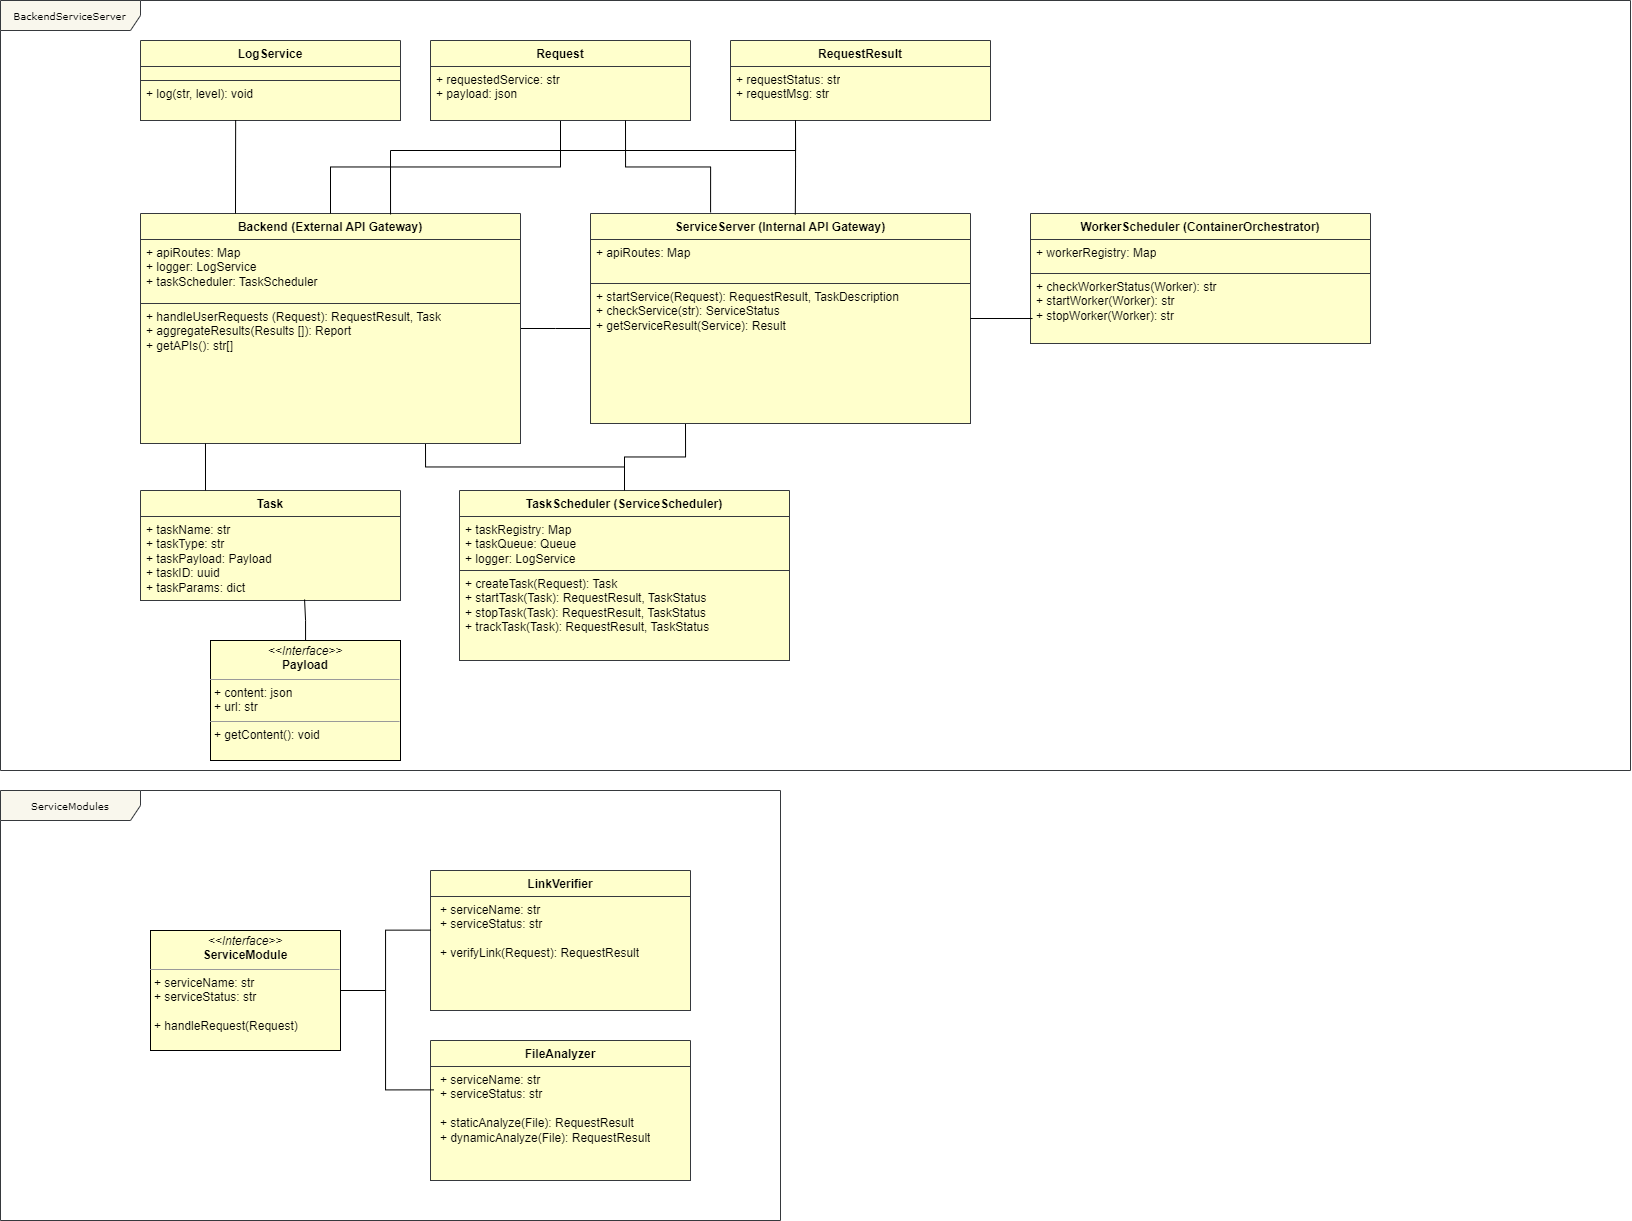 BackendServiceServer
LogService
+ log(str, level): void
Request
+ requestedService: str
+ payload: json
RequestResult
+ requestStatus: str
+ requestMsg: str
Backend (External API Gateway)
+ apiRoutes: Map
+ logger: LogService
+ taskScheduler: TaskScheduler
+ handleUserRequests (Request): RequestResult, Task
+ aggregateResults(Results []): Report
+ getAPIs(): str[]
ServiceServer (Internal API Gateway)
+ apiRoutes: Map
+ startService(Request): RequestResult, TaskDescription
+ checkService(str): ServiceStatus
+ getServiceResult(Service): Result
WorkerScheduler (ContainerOrchestrator)
+ workerRegistry: Map
+ checkWorkerStatus(Worker): str
+ startWorker(Worker): str
+ stopWorker(Worker): str
Task
+ taskName: str
+ taskType: str
+ taskPayload: Payload
+ taskID: uuid
+ taskParams: dict
TaskScheduler (ServiceScheduler)
+ taskRegistry: Map
+ taskQueue: Queue
+ logger: LogService
+ createTask(Request): Task
+ startTask(Task): RequestResult, TaskStatus
+ stopTask(Task): RequestResult, TaskStatus
+ trackTask(Task): RequestResult, TaskStatus
<<Interface>>
Payload
+ content: json
+ url: str
+ getContent(): void
ServiceModules
<<Interface>>
ServiceModule
+ serviceName: str
+ serviceStatus: str
+ handleRequest(Request)
LinkVerifier
+ serviceName: str
+ serviceStatus: str
+ verifyLink(Request): RequestResult
FileAnalyzer
+ serviceName: str
+ serviceStatus: str
+ staticAnalyze(File): RequestResult
+ dynamicAnalyze(File): RequestResult